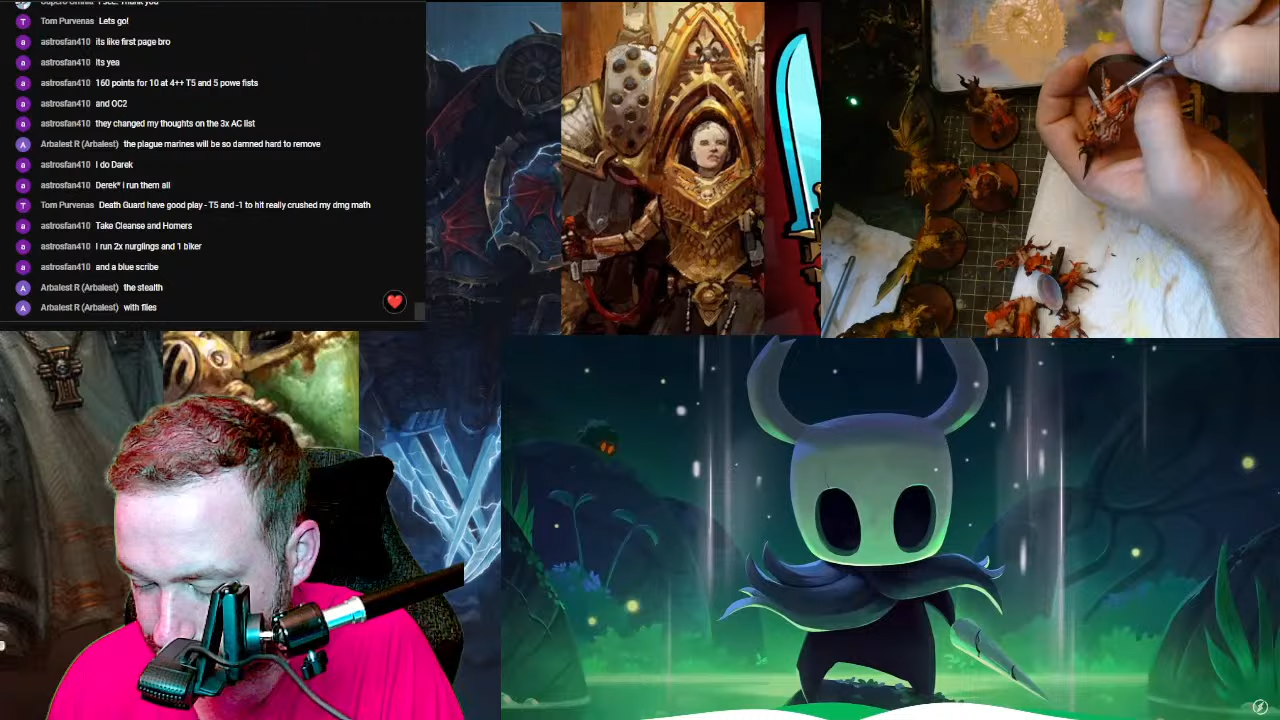 Tom Purvenas Lets go!
astrosfan410 its like first page bro
astrosfan410 Its yea
astrosfan410 160 points for 10 at 4++ T5 and 5 powe fists
astrosfan410 and OC2
astrosfan410 they changed my thoughts on the 3x AC list
Arbalest R (Arbalest) the plague marines will be so damned hard to remove
astrosfan410 I do Darek
astrosfan410 Derek* i run them all
Tom Purvenas Death Guard have good play - T5 and -1 to hit really crushed my dmg math
astrosfan410 Take Cleanse and Homers
astrosfan410 I run 2x nurglings and 1 biker
astrosfan410 and a blue scribe
Arbalest R (Arbalest) the stealth
Arbalest R (Arbalest) with flies